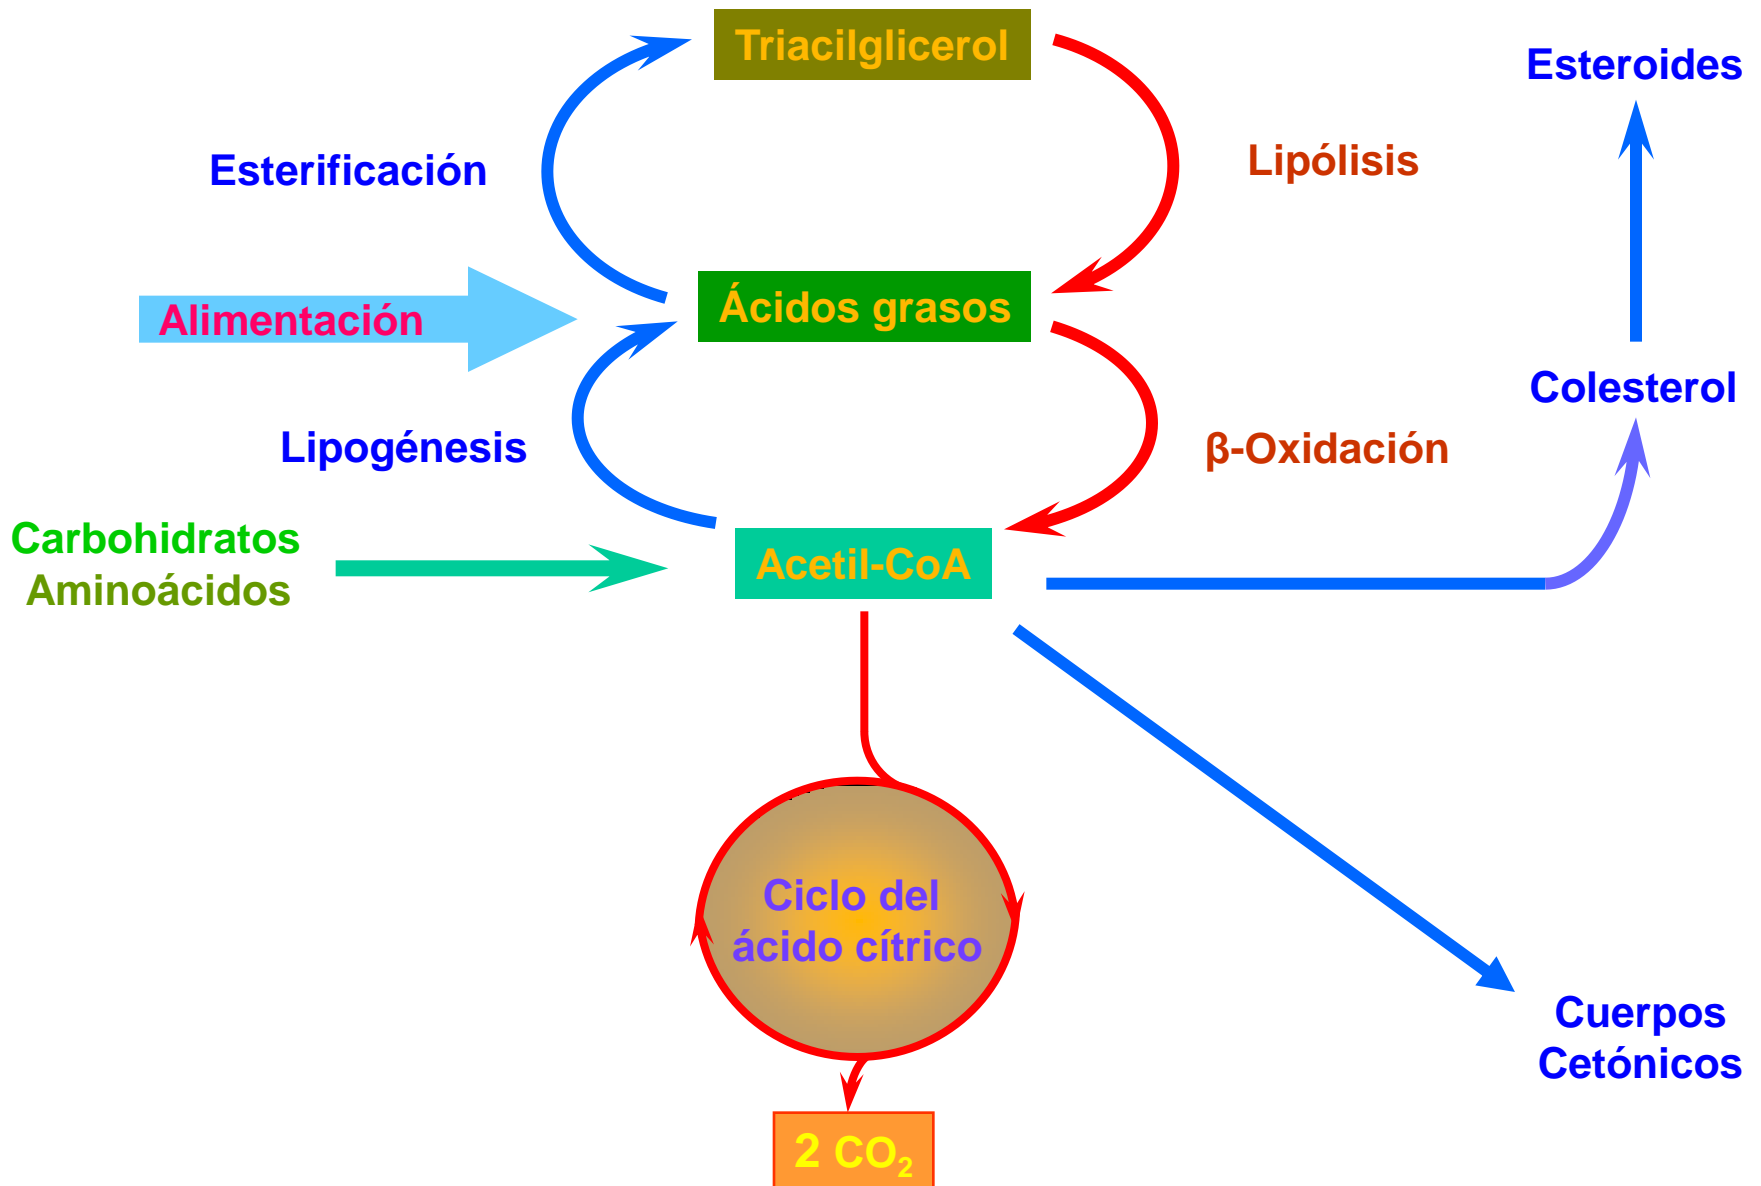 Triacilglicerol
Esteroides
Esterificación
Lipólisis
Ácidos grasos
Alimentación
Colesterol
Lipogénesis
β-Oxidación
Carbohidratos
Aminoácidos
Acetil-CoA
Ciclo del
ácido cítrico
Cuerpos
Cetónicos
2 CO₂